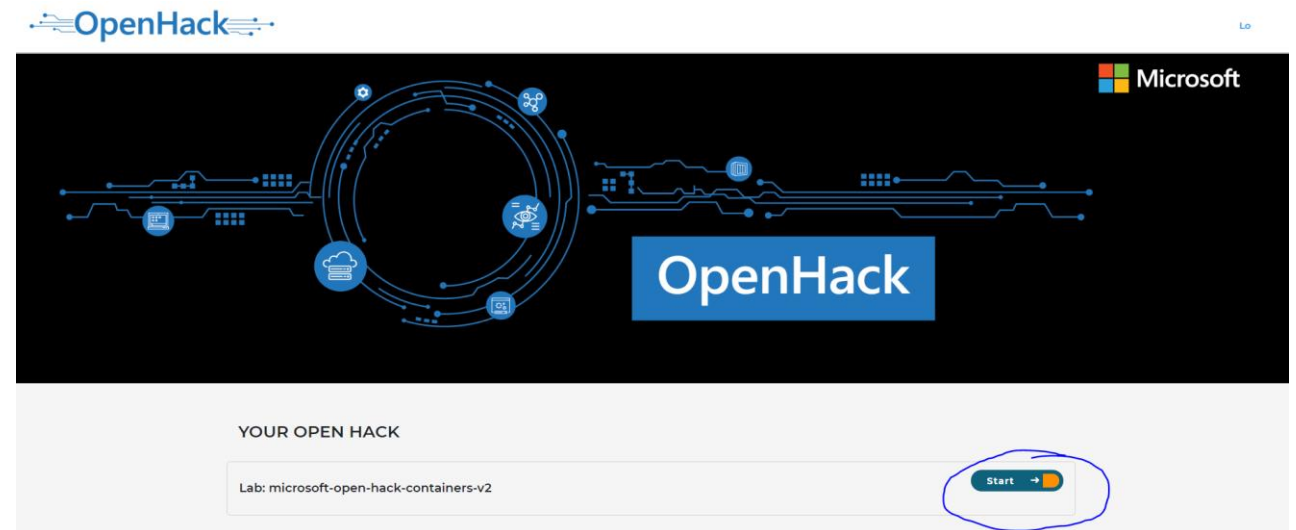 OpenHack
Lo
Microsoft
OpenHack
YOUR OPEN HACK
Lab: microsoft-open-hack-containers-v2
Start →